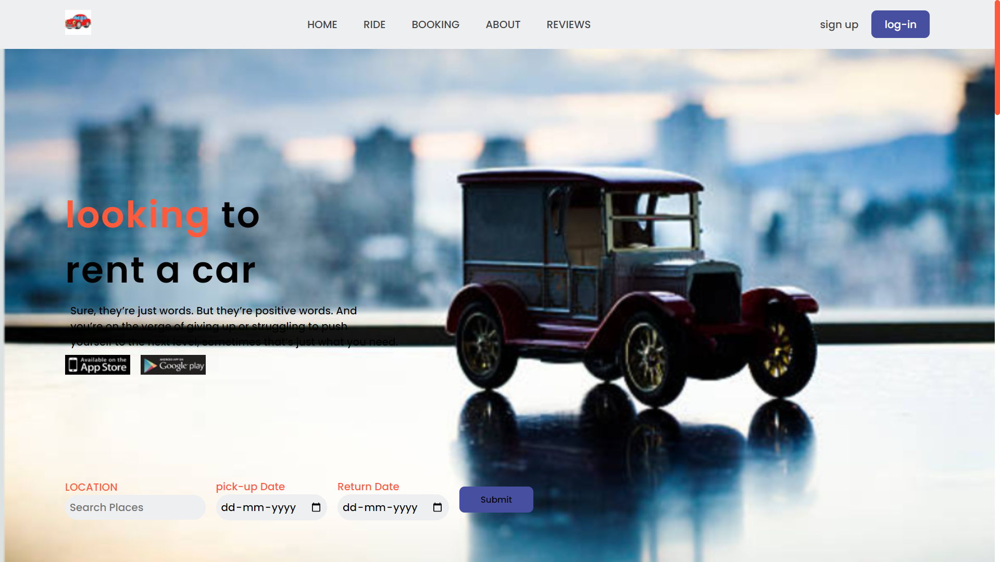 HOME RIDE BOOKING ABOUT REVIEWS sign up log-in
looking to
rent a car
Sure, they’re just words. But they’re positive words. And
you’re on the verge of giving up or struggling to push
yourself to the next level, sometimes that’s just what you need.
Available on the
App Store
ANDROID APP ON
Google play
LOCATION pick-up Date Return Date
Search Places dd-mm-yyyy dd-mm-yyyy Submit